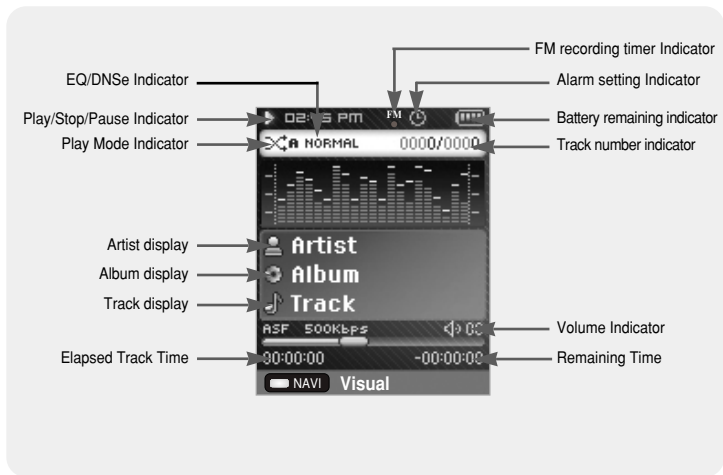 FM recording timer Indicator
EQ/DNSe Indicator
Alarm setting Indicator
Play/Stop/Pause Indicator
PM
FM
Battery remaining indicator
Play Mode Indicator
A NORMAL
0000/0000
Track number indicator
Artist display
Artist
Album display
Album
Track display
Track
ASF 500Kbps
Volume Indicator
Elapsed Track Time
00:00:00
-00:00:00
Remaining Time
NAVI Visual